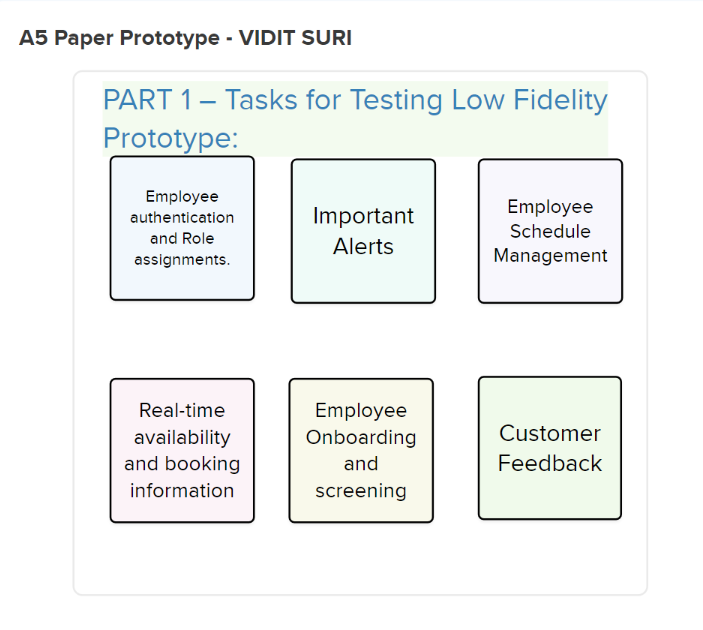 A5 Paper Prototype - VIDIT SURI
PART 1 – Tasks for Testing Low Fidelity
Prototype:
Employee
authentication
and Role
assignments.
Important
Alerts
Employee
Schedule
Management
Real-time
availability
and booking
information
Employee
Onboarding
and
screening
Customer
Feedback